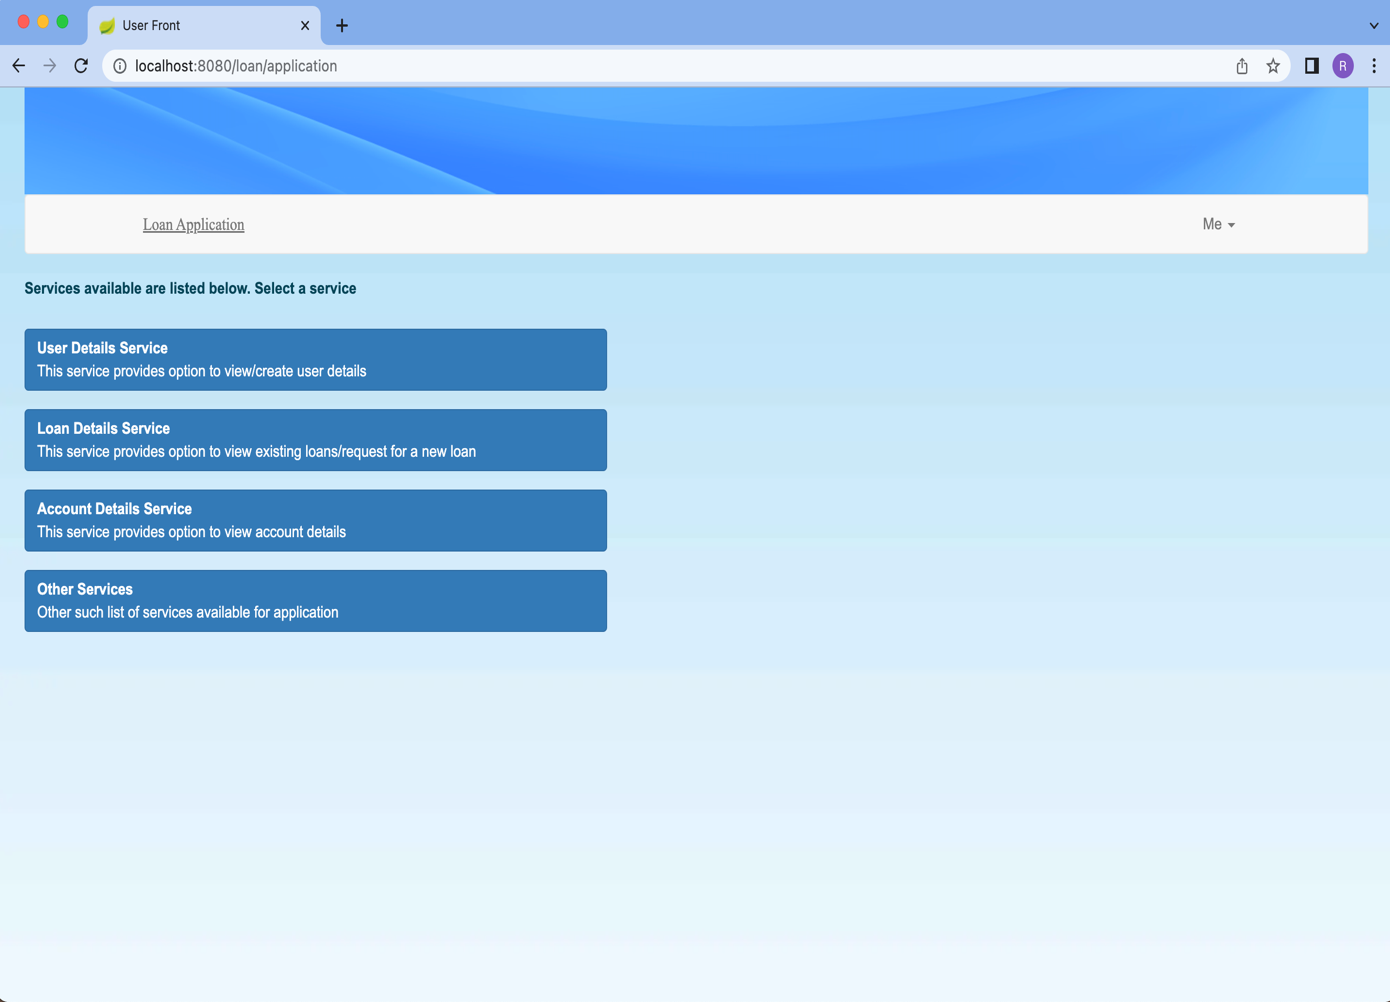 User Front
localhost:8080/loan/application
R
Loan Application
Me
Services available are listed below. Select a service
User Details Service
This service provides option to view/create user details
Loan Details Service
This service provides option to view existing loans/request for a new loan
Account Details Service
This service provides option to view account details
Other Services
Other such list of services available for application